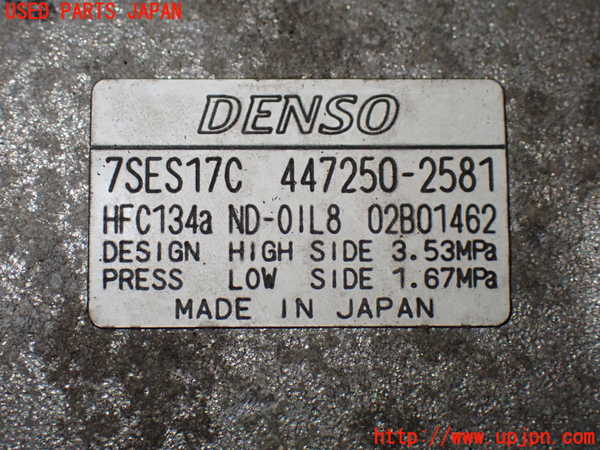 USED PARTS JAPAN
DENSO
7SES17C 447250-2581
HFC134a ND-OIL8 02B01462
DESIGN HIGH SIDE 3.53MPa
PRESS LOW SIDE 1.67MPa
MADE IN JAPAN
http://www.upjpn.com/